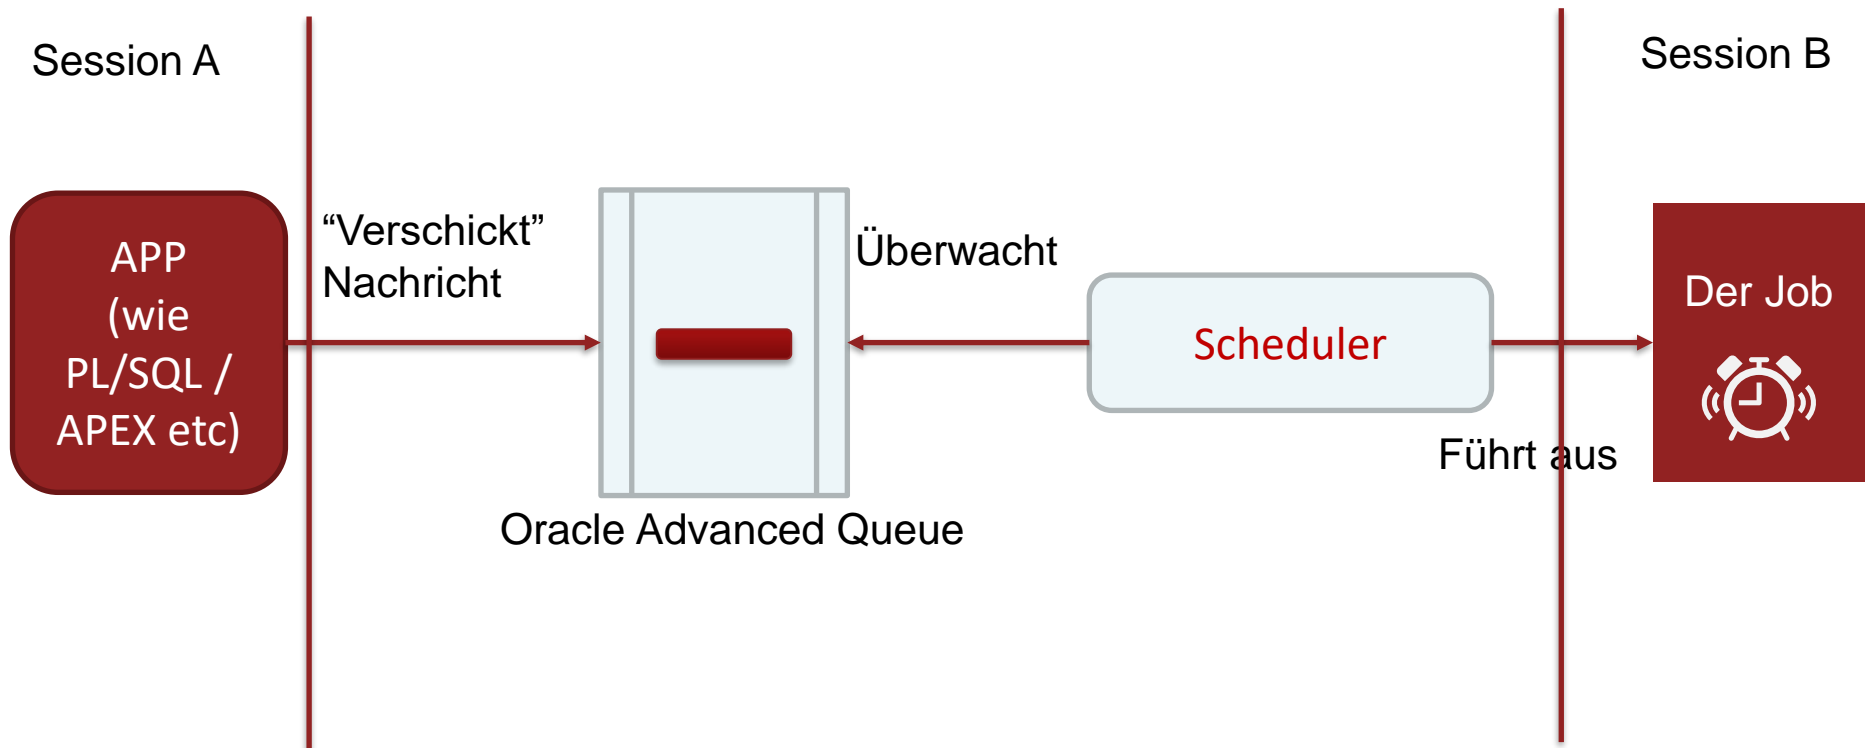 Session A
Session B
APP
(wie
PL/SQL /
APEX etc)
“Verschickt”
Nachricht
Überwacht
Scheduler
Der Job
Führt aus
Oracle Advanced Queue